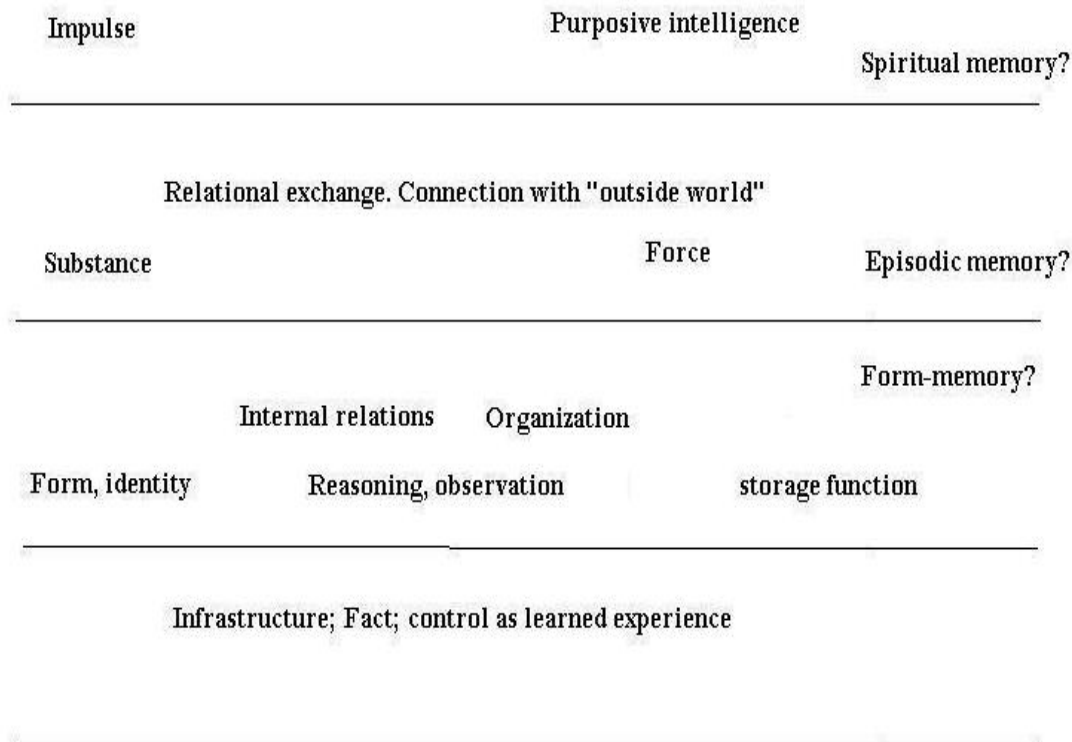 Impulse
Purposive intelligence
Spiritual memory?
Relational exchange. Connection with "outside world"
Substance
Force
Episodic memory?
Form-memory?
Internal relations
Organization
Form, identity
Reasoning, observation
storage function
Infrastructure; Fact; control as learned experience